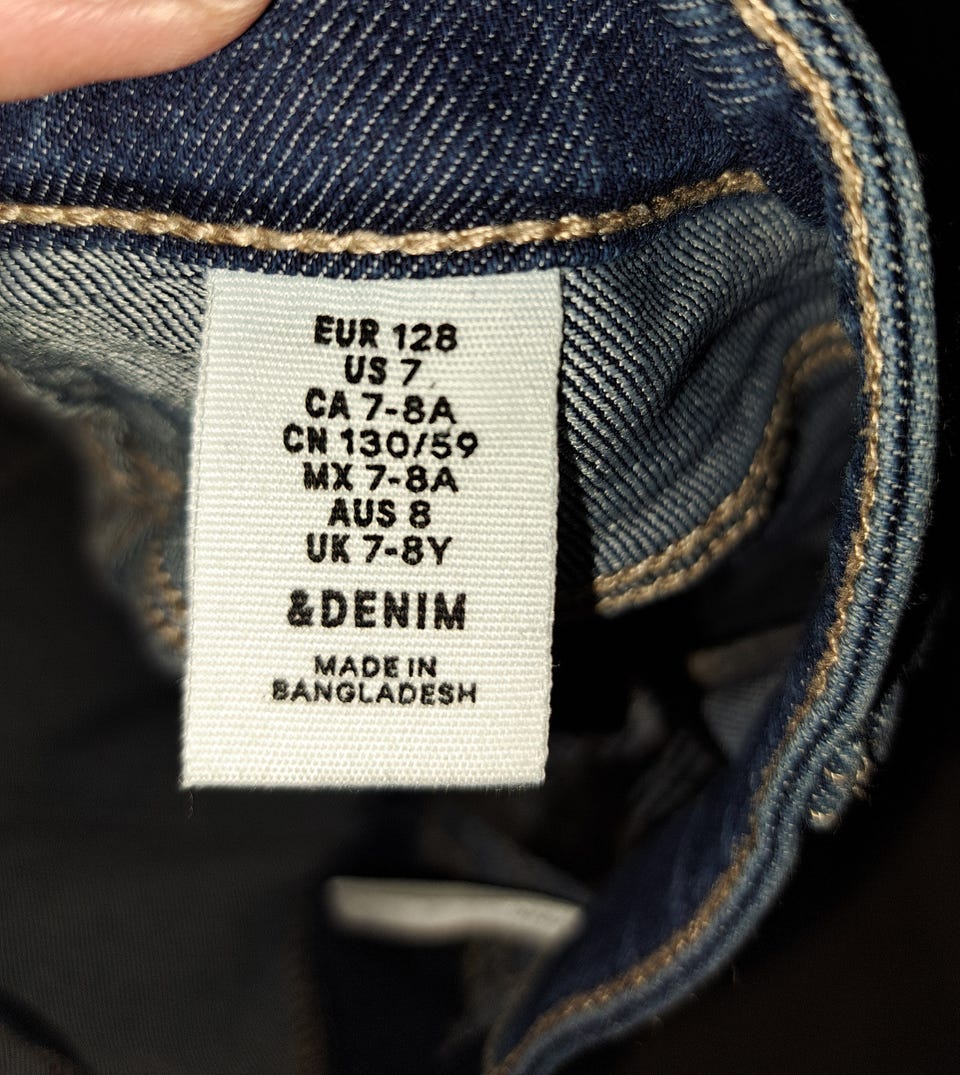 EUR 128
US 7
CA 7-8A
CN 130/59
MX 7-8A
AUS 8
UK 7-8Y
&DENIM
MADE IN
BANGLADESH